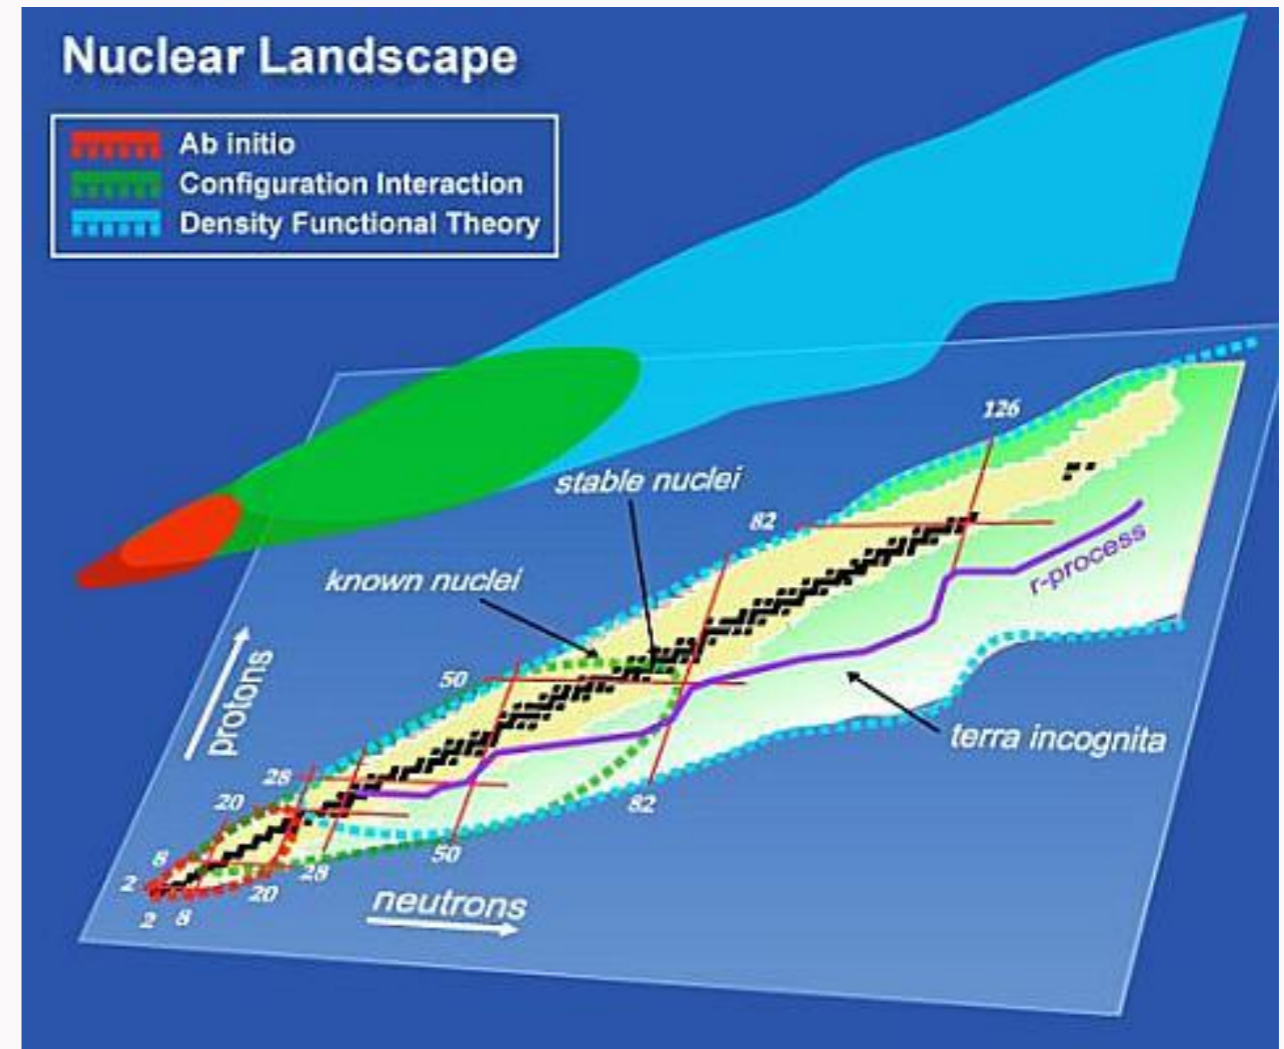 Nuclear Landscape
Ab initio
Configuration Interaction
Density Functional Theory
126
stable nuclei
82
known nuclei
r-process
50
protons
terra incognita
28
82
20
50
8
28
2
20
neutrons
2
8